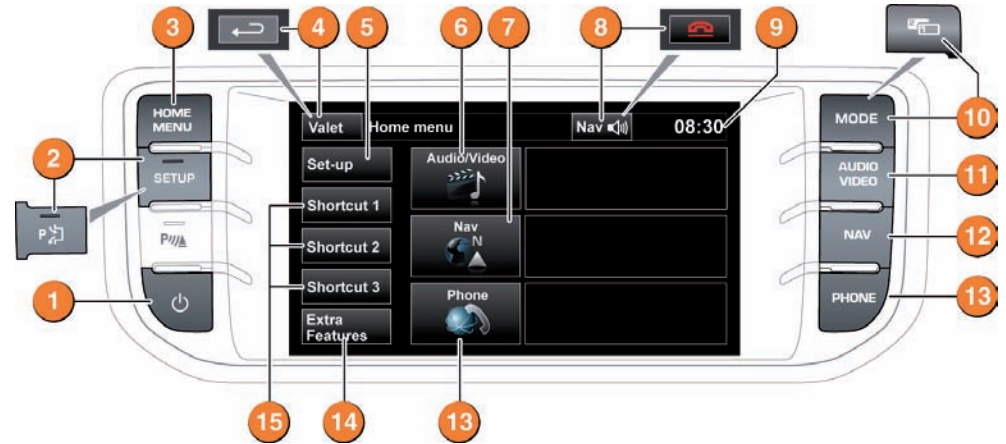 3
4
5
6
7
8
9
2
1
HOME
MENU
Valet
Home menu
Nav
08:30
MODE
10
2
SETUP
Set-up
Audio/Video
AUDIO
VIDEO
11
P
Shortcut 1
P
Nav
N
Shortcut 2
NAV
12
1
Shortcut 3
Phone
PHONE
13
Extra
Features
15
14
13